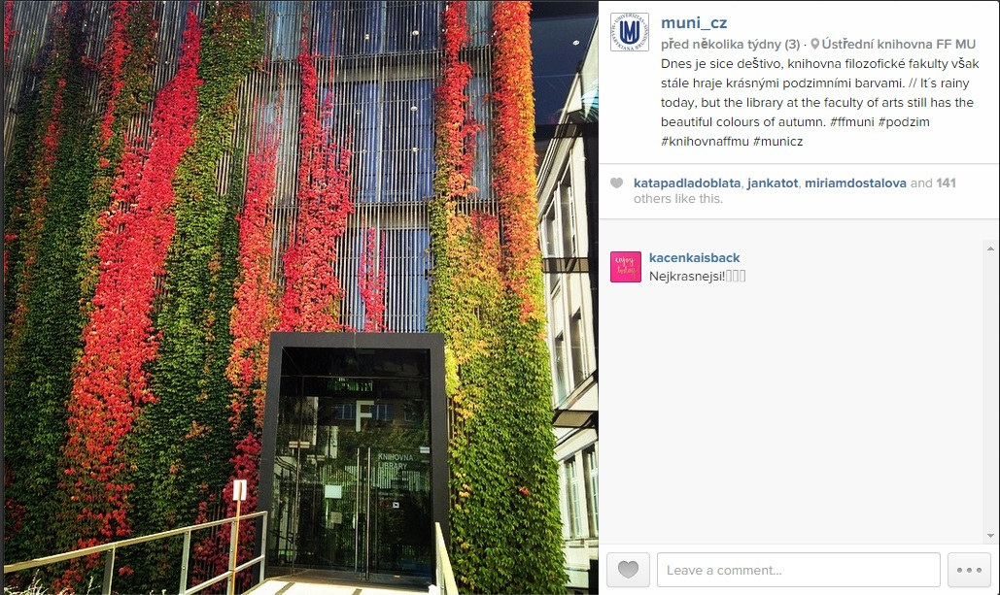 F
KNIHOVNA
LIBRARY
muni_cz
před několika týdny (3) · Ústřední knihovna FF MU
Dnes je sice deštivo, knihovna filozofické fakulty však
stále hraje krásnými podzimními barvami. // It´s rainy
today, but the library at the faculty of arts still has the
beautiful colours of autumn. #ffmuni #podzim
#knihovnaffmu #municz
katapadladoblata, jankatot, miriamdostalova and 141
others like this.
enjoy
today
kacenkaisback
Nejkrasnejsi!
Leave a comment...